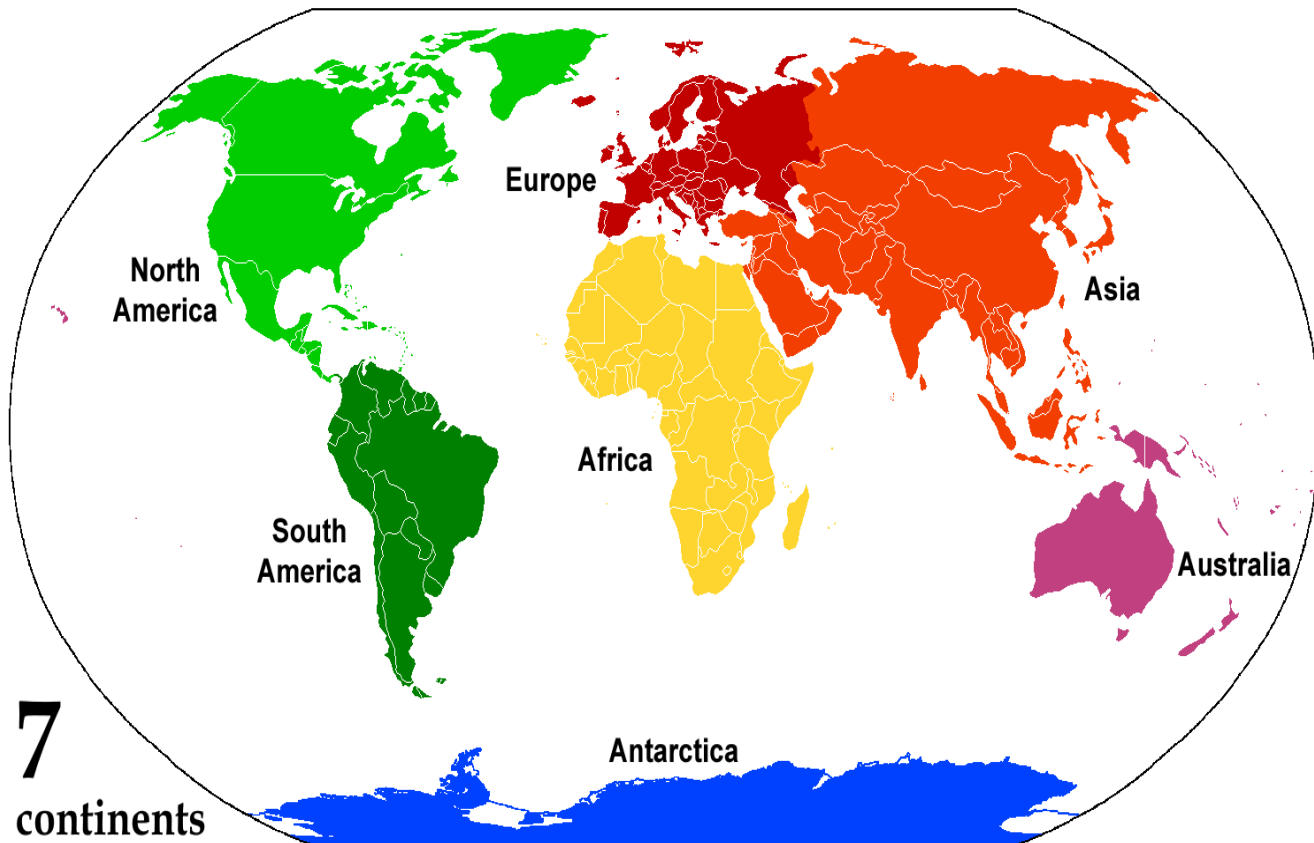 Europe
North
America
Asia
Africa
South
America
Australia
Antarctica
7
continents